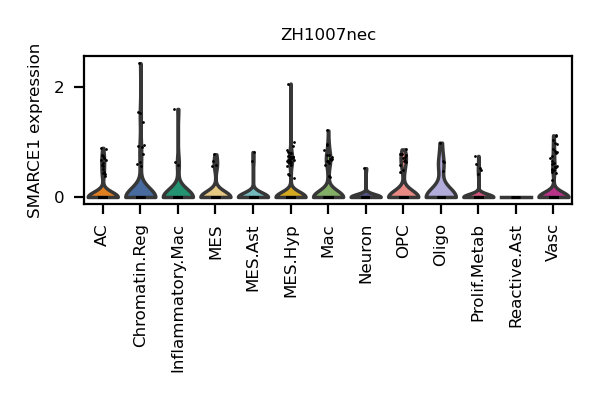 ZH1007nec
SMARCE1 expression
2
0
AC
Chromatin.Reg
Inflammatory.Mac
MES
MES.Ast
MES.Hyp
Mac
Neuron
OPC
Oligo
Prolif.Metab
Reactive.Ast
Vasc